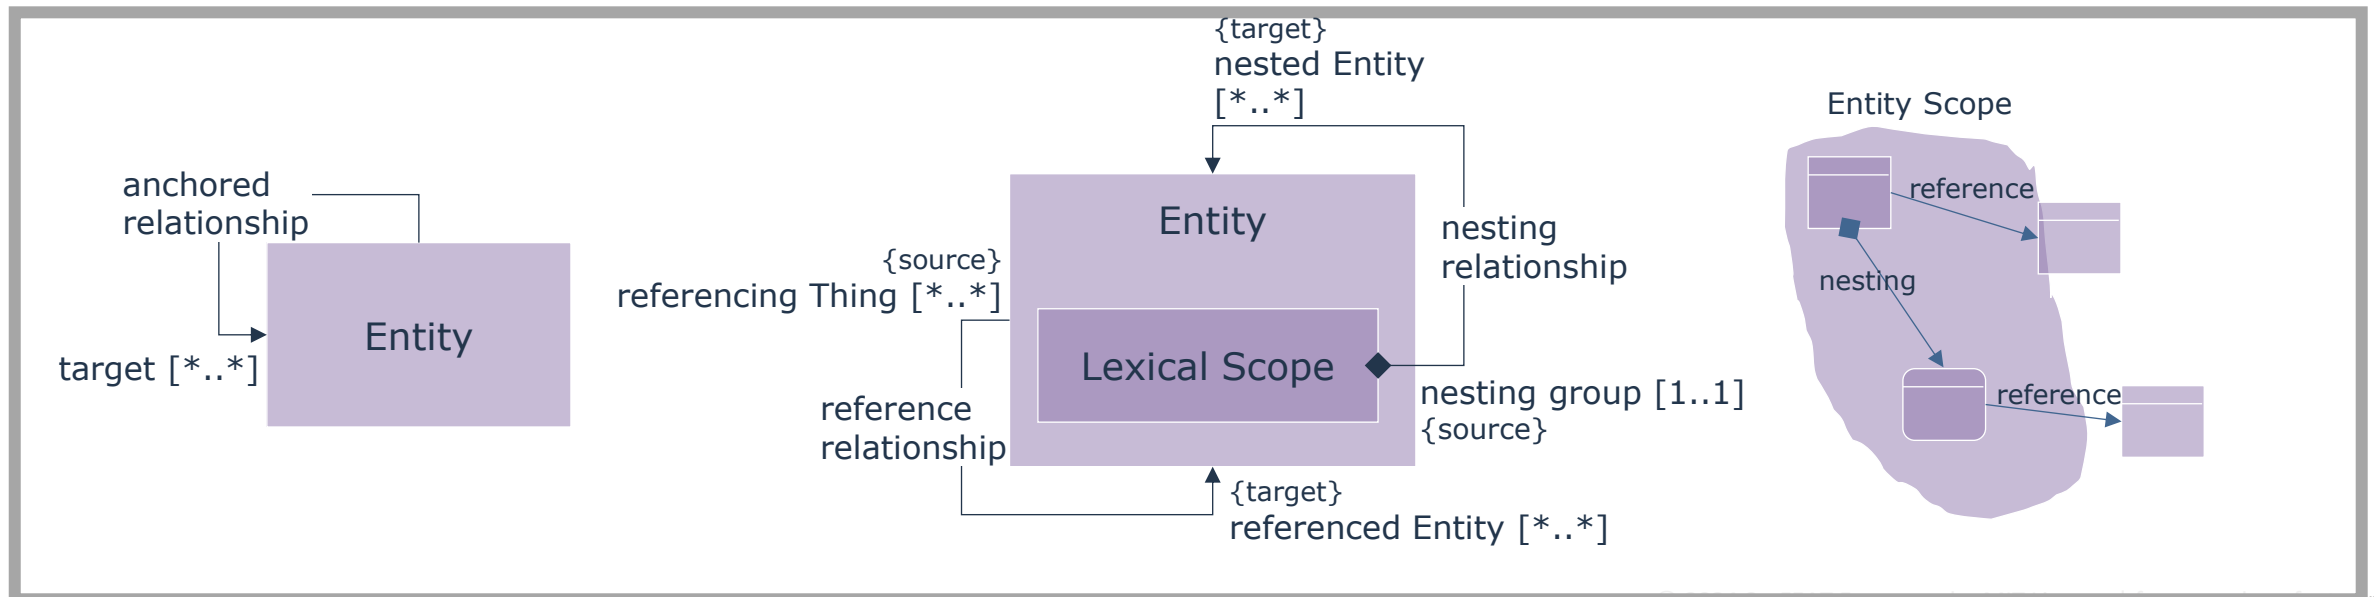 anchored
relationship
Entity
target [*..*]
{target}
nested Entity
[*..*]
Entity
{source}
referencing Thing [*..*]
nesting
relationship
Lexical Scope
nesting group [1..1]
{source}
reference
relationship
{target}
referenced Entity [*..*]
Entity Scope
reference
nesting
reference